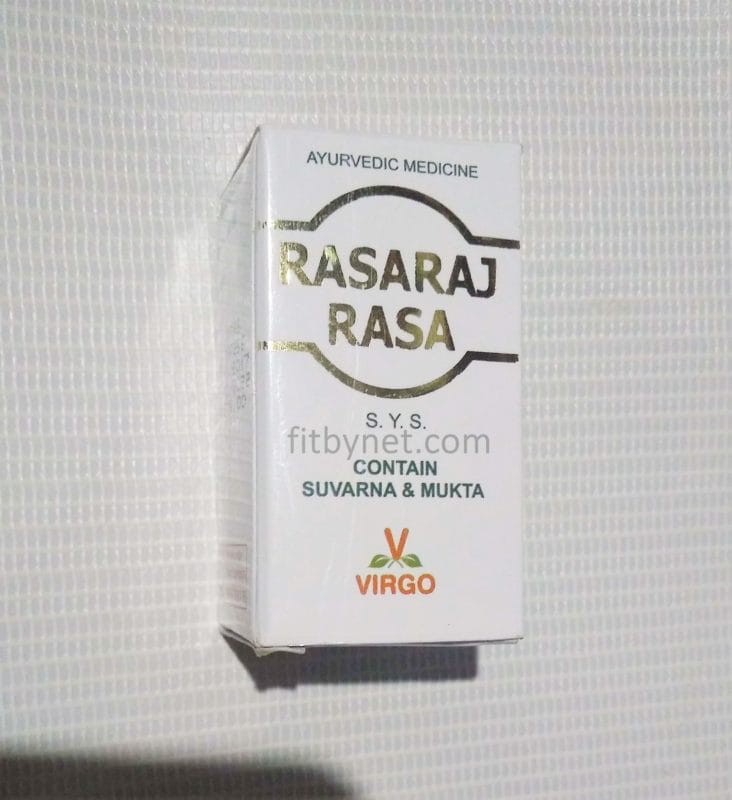 AYURVEDIC MEDICINE
RASARAJ
RASA
S. Y. S.
fitbynet.com
CONTAIN
SUVARNA & MUKTA
V
VIRGO